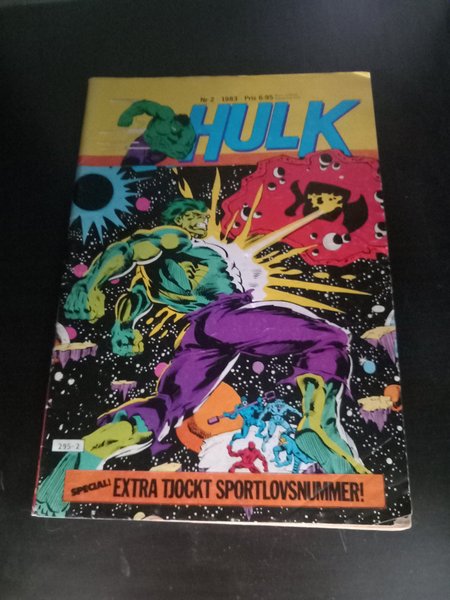 Nr 2 1983 Pris 6:95
HULK
295-2
SPECIAL: EXTRA TJOCKT SPORTLOVSNUMMER!